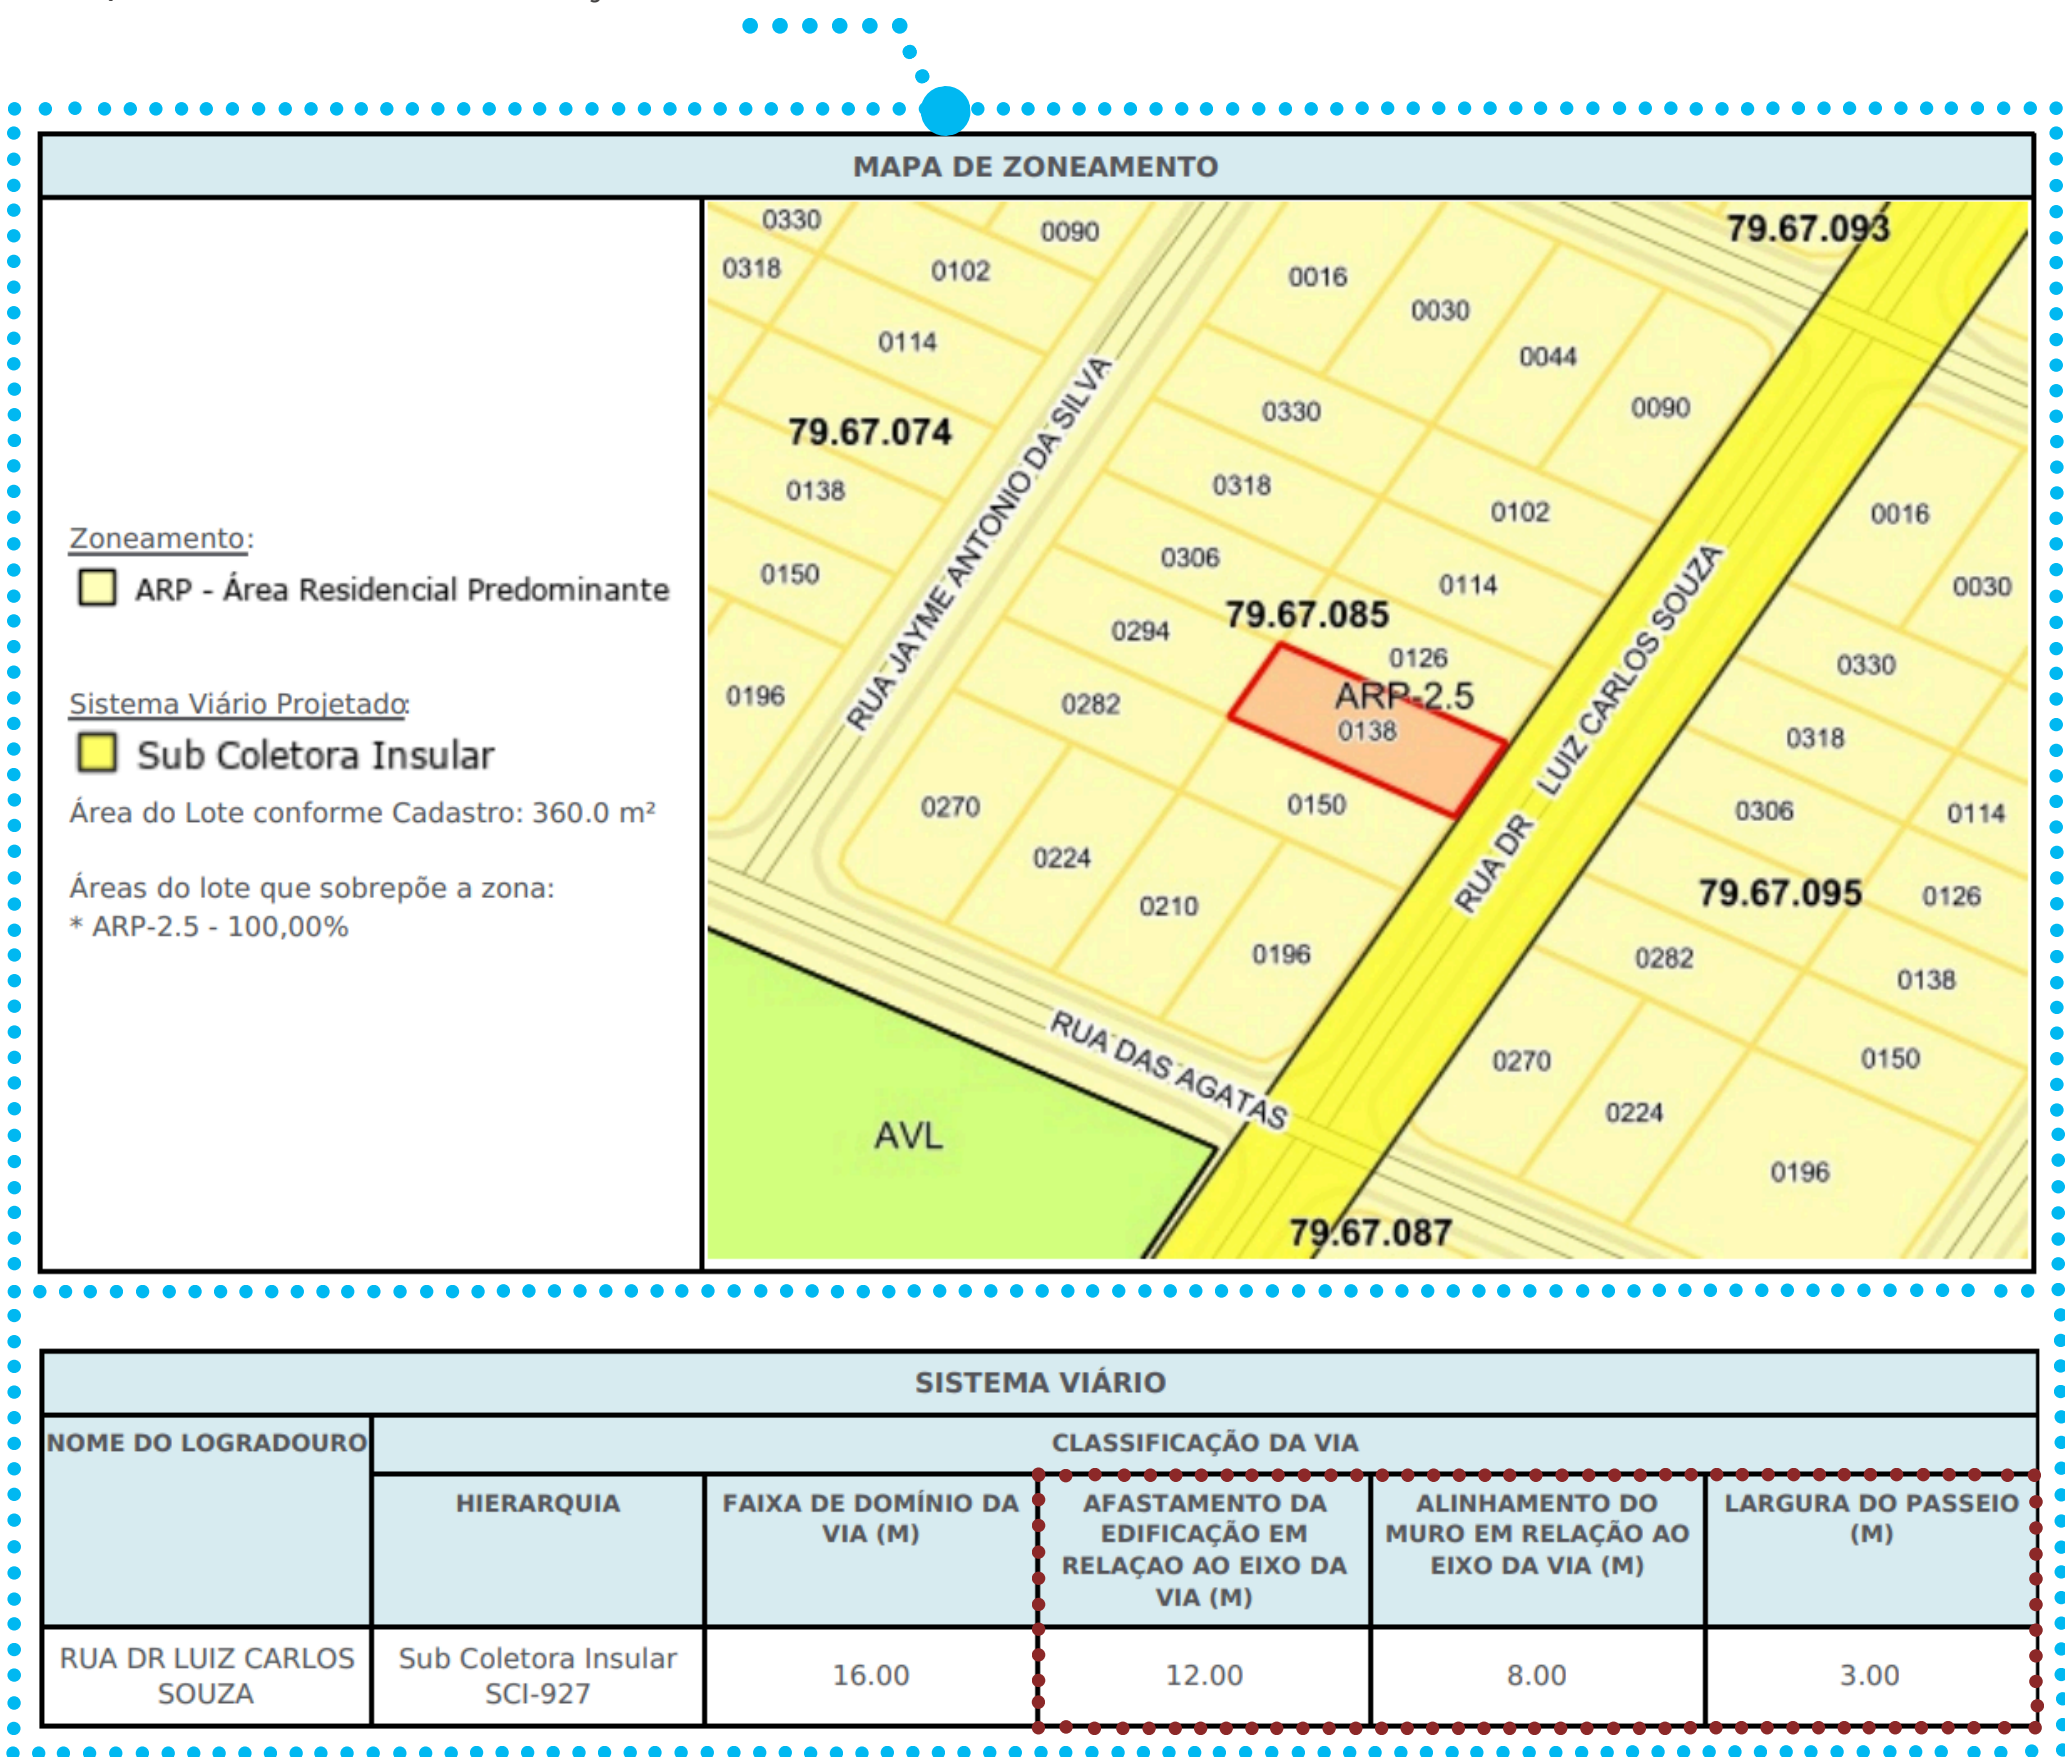 MAPA DE ZONEAMENTO
Zoneamento:
ARP - Área Residencial Predominante
Sistema Viário Projetado:
Sub Coletora Insular
Área do Lote conforme Cadastro: 360.0 m²
Áreas do lote que sobrepõe a zona:
* ARP-2.5 - 100,00%
0330
0090
79.67.093
0318
0102
0016
0030
0114
0044
0330
0090
79.67.074
RUA JAYME ANTONIO DA SILVA
0138
0318
0102
0016
0150
0306
0114
0030
79.67.085
0294
0126
RUA DR LUIZ CARLOS SOUZA
0330
0196
0282
ARP-2.5
0138
0318
0270
0150
0306
0114
0224
79.67.095
0126
0210
0196
0282
0138
RUA DAS AGATAS
0270
0150
AVL
0224
0196
79.67.087
SISTEMA VIÁRIO
NOME DO LOGRADOURO
CLASSIFICAÇÃO DA VIA
HIERARQUIA
FAIXA DE DOMÍNIO DA
VIA (M)
AFASTAMENTO DA
EDIFICAÇÃO EM
RELAÇAO AO EIXO DA
VIA (M)
ALINHAMENTO DO
MURO EM RELAÇÃO AO
EIXO DA VIA (M)
LARGURA DO PASSEIO
(M)
RUA DR LUIZ CARLOS
SOUZA
Sub Coletora Insular
SCI-927
16.00
12.00
8.00
3.00